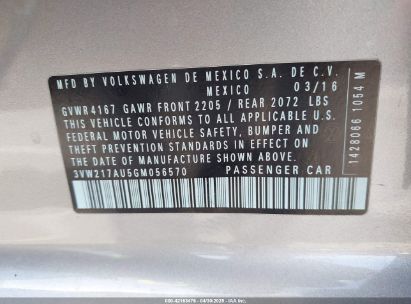 MFD BY VOLKSWAGEN DE MEXICO S.A. DE C.V.
MEXICO 03/16
GVWR 4167 GAWR FRONT 2205 / REAR 2072 LBS
THIS VEHICLE CONFORMS TO ALL APPLICABLE U.S.
FEDERAL MOTOR VEHICLE SAFETY, BUMPER AND
THEFT PREVENTION STANDARDS IN EFFECT ON
THE DATE OF MANUFACTURE SHOWN ABOVE.
3VW217AU5GM056570 PASSENGER CAR
1428066 1054 M